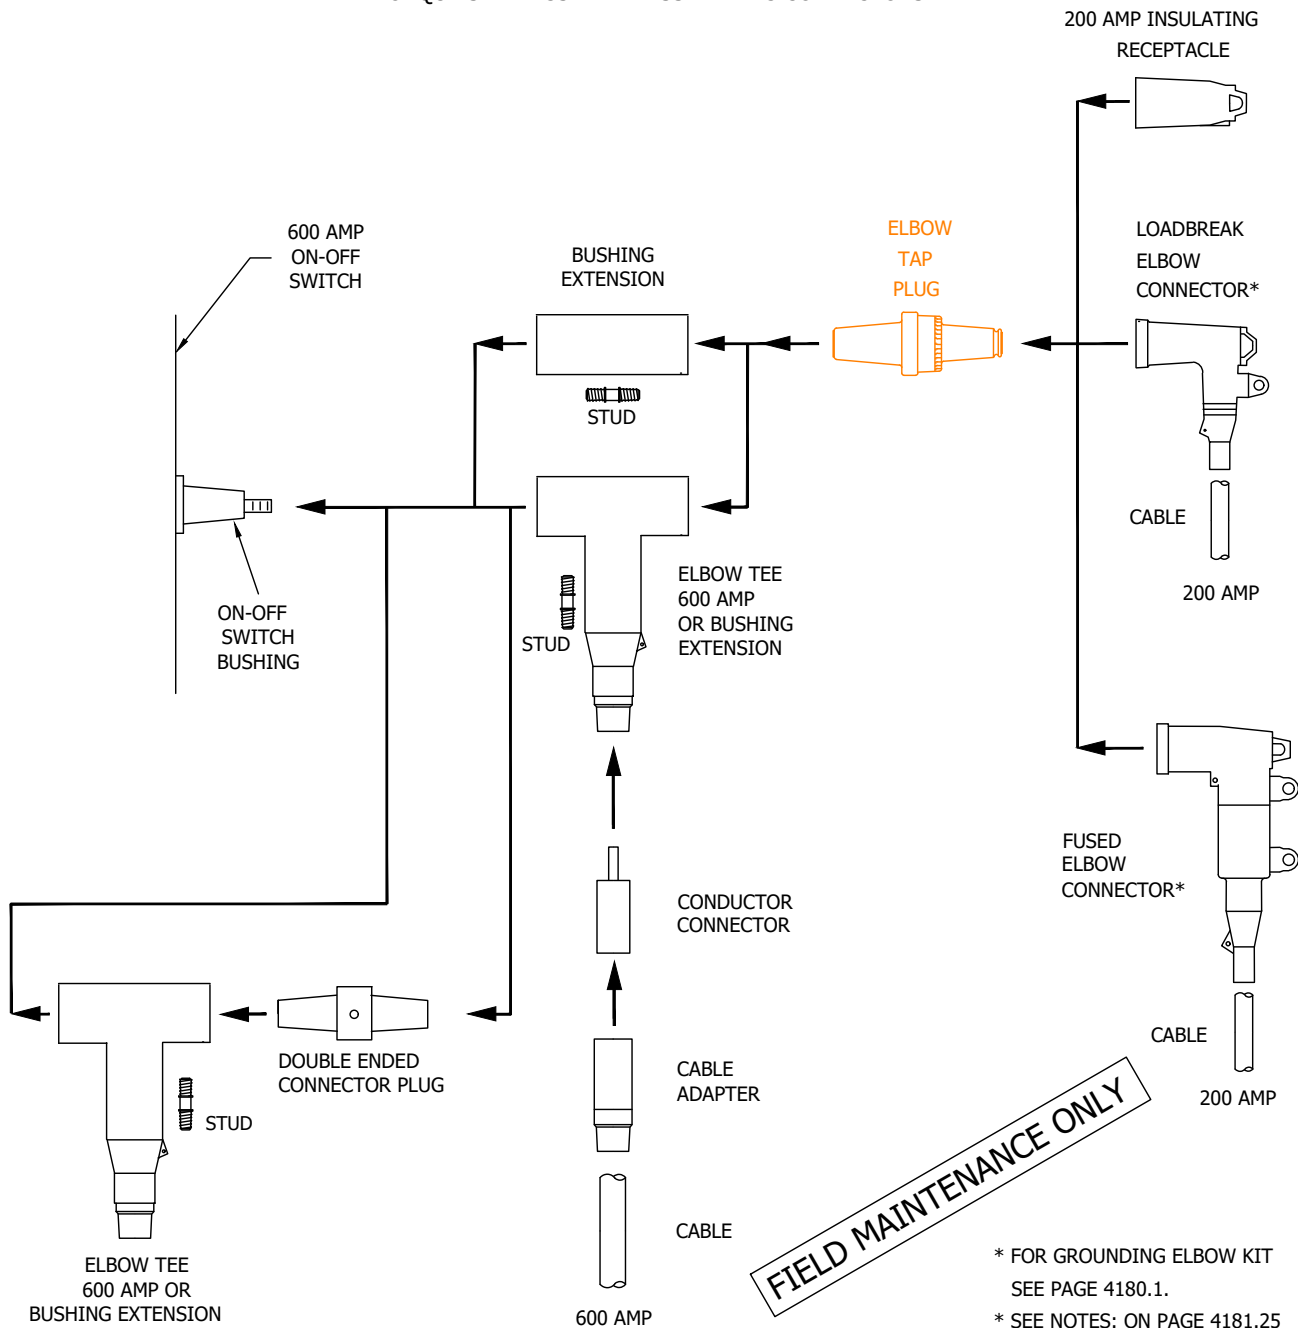 200 AMP INSULATING
RECEPTACLE
600 AMP
ON-OFF
SWITCH
BUSHING
EXTENSION
ELBOW
TAP
PLUG
LOADBREAK
ELBOW
CONNECTOR*
STUD
CABLE
200 AMP
ON-OFF
SWITCH
BUSHING
STUD
ELBOW TEE
600 AMP
OR BUSHING
EXTENSION
FUSED
ELBOW
CONNECTOR*
CONDUCTOR
CONNECTOR
CABLE
200 AMP
DOUBLE ENDED
CONNECTOR PLUG
STUD
CABLE
ADAPTER
CABLE
600 AMP
ELBOW TEE
600 AMP OR
BUSHING EXTENSION
FIELD MAINTENANCE ONLY
* FOR GROUNDING ELBOW KIT
SEE PAGE 4180.1.
* SEE NOTES: ON PAGE 4181.25